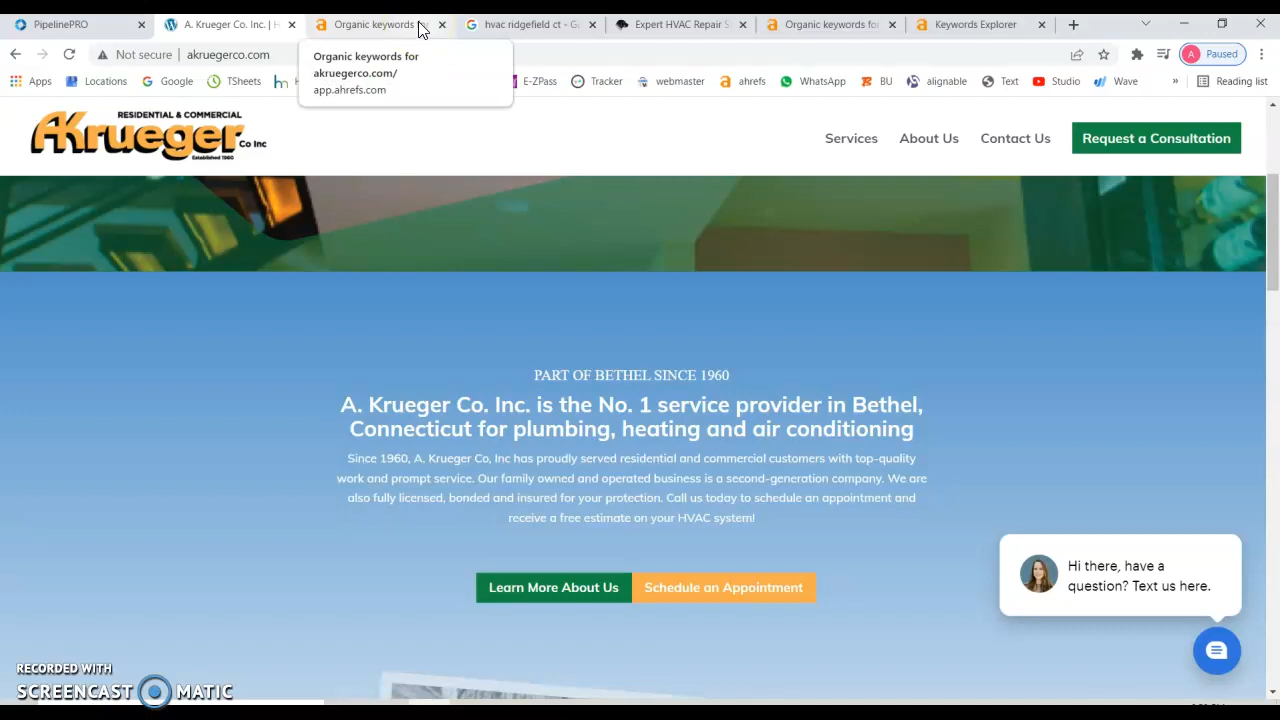 PipelinePRO
A. Krueger Co. Inc. | H
Organic keywords for
hvac ridgefield ct - G
Expert HVAC Repair S
Organic keywords for
Keywords Explorer
Not secure
akruegerco.com
A
Paused
Organic keywords for
akruegerco.com/
app.ahrefs.com
Apps
Locations
Google
TSheets
E-ZPass
Tracker
webmaster
ahrefs
WhatsApp
BU
alignable
Text
Studio
Wave
»
Reading list
RESIDENTIAL & COMMERCIAL
AKrueger Co Inc
Established 1960
Services
About Us
Contact Us
Request a Consultation
PART OF BETHEL SINCE 1960
A. Krueger Co. Inc. is the No. 1 service provider in Bethel,
Connecticut for plumbing, heating and air conditioning
Since 1960, A. Krueger Co, Inc has proudly served residential and commercial customers with top-quality
work and prompt service. Our family owned and operated business is a second-generation company. We are
also fully licensed, bonded and insured for your protection. Call us today to schedule an appointment and
receive a free estimate on your HVAC system!
Learn More About Us
Schedule an Appointment
Hi there, have a
question? Text us here.
RECORDED WITH
SCREENCAST MATIC